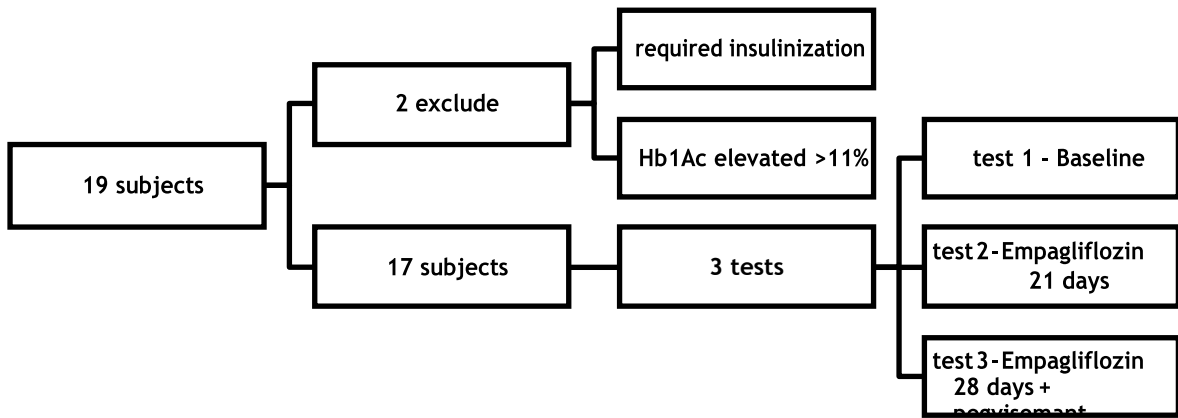 required insulinization
2 exclude
Hb1Ac elevated >11%
test 1 - Baseline
19 subjects
17 subjects
3 tests
test 2-Empagliflozin
21 days
test 3-Empagliflozin
28 days +
pegvisomant